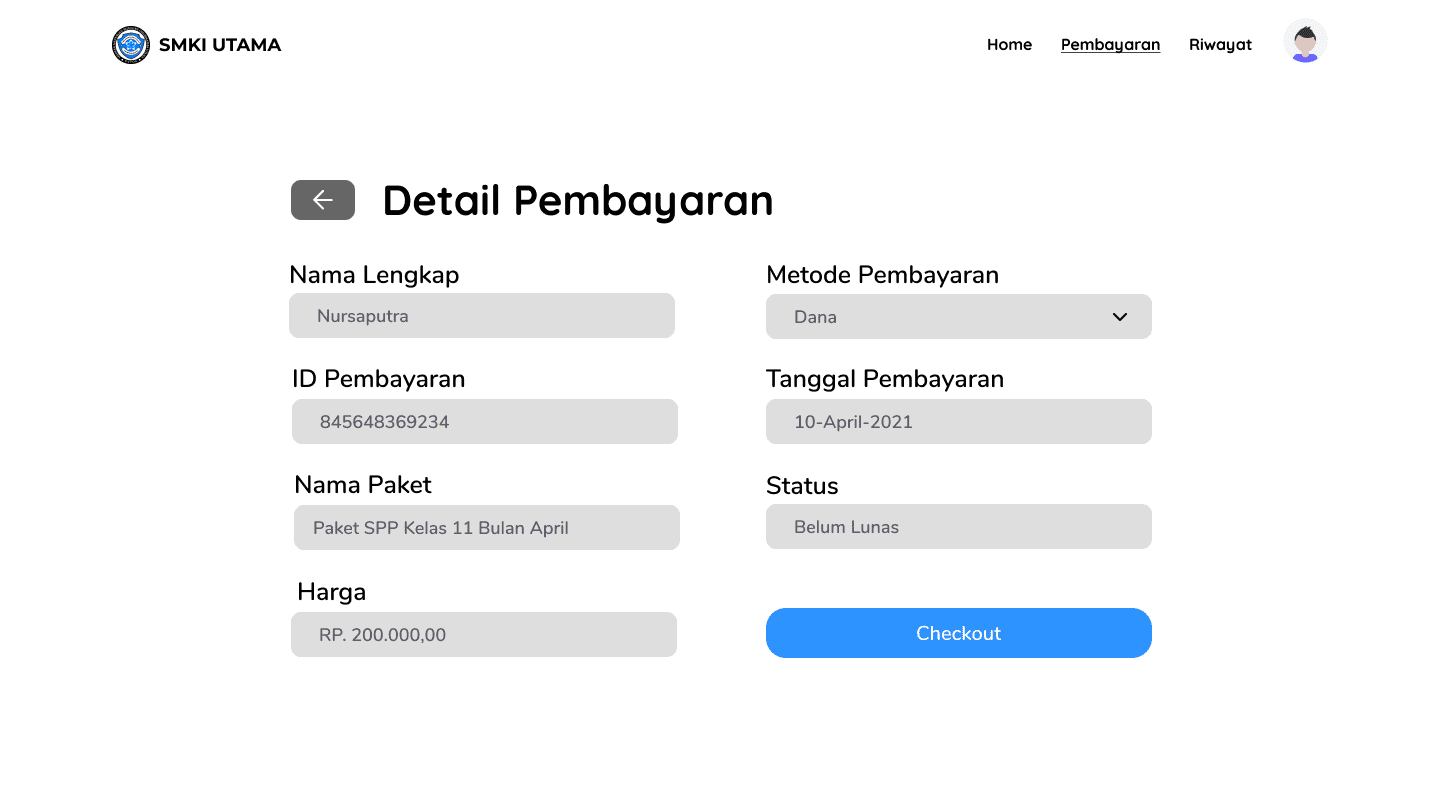 SMKI UTAMA
Home
Pembayaran
Riwayat
Detail Pembayaran
Nama Lengkap
Nursaputra
ID Pembayaran
845648369234
Nama Paket
Paket SPP Kelas 11 Bulan April
Harga
RP. 200.000,00
Metode Pembayaran
Dana
Tanggal Pembayaran
10-April-2021
Status
Belum Lunas
Checkout